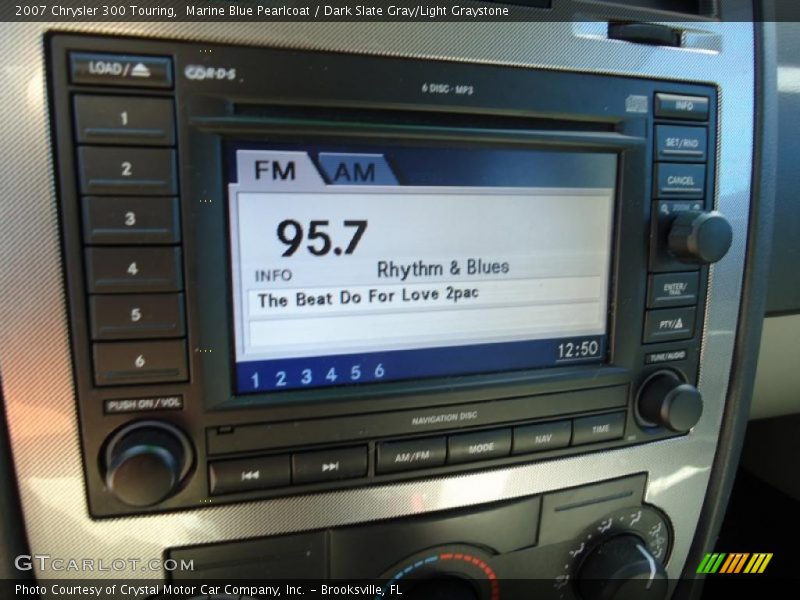 2007 Chrysler 300 Touring, Marine Blue Pearlcoat / Dark Slate Gray/Light Graystone
LOAD/
6 DISC - MP3
INFO
1
SET/RND
2
CANCEL
3
4
ENTER/
5
PTY/
6
TUNE/AUDIO
FM AM
95.7
Rhythm & Blues
INFO
The Beat Do For Love 2pac
1 2 3 4 5 6
12:50
PUSH ON/VOL
NAVIGATION DISC
AM/FM
MODE
NAV
TIME
GTCARLOT.COM
Photo Courtesy of Crystal Motor Car Company, Inc. – Brooksville, FL